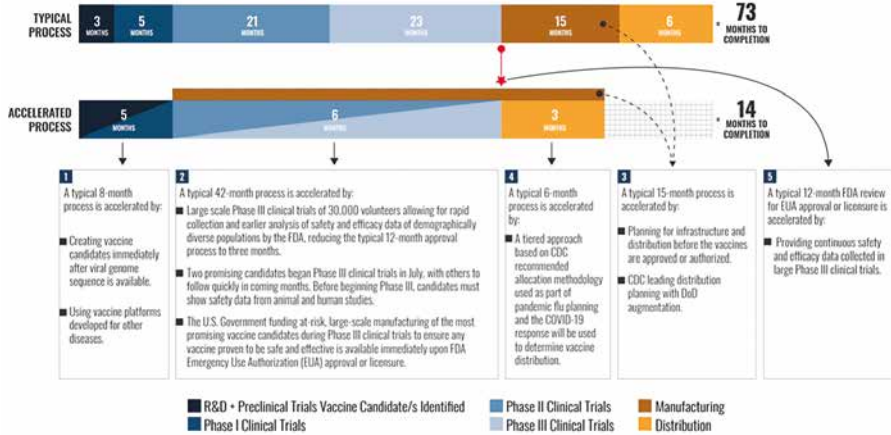 TYPICAL
PROCESS
3
MONTHS
5
MONTHS
21
MONTHS
23
MONTHS
15
MONTHS
6
MONTHS
= 73
MONTHS TO
COMPLETION
ACCELERATED
PROCESS
5
MONTHS
6
MONTHS
3
MONTHS
= 14
MONTHS TO
COMPLETION
1
A typical 8-month
process is accelerated by:
■ Creating vaccine
candidates immediately
after viral genome
sequence is available.
■ Using vaccine platforms
developed for other
diseases.
2
A typical 42-month process is accelerated by:
■ Large scale Phase III clinical trials of 30,000 volunteers allowing for rapid
collection and earlier analysis of safety and efficacy data of demographically
diverse populations by the FDA, reducing the typical 12-month approval
process to three months.
■ Two promising candidates began Phase III clinical trials in July, with others to
follow quickly in coming months. Before beginning Phase III, candidates must
show safety data from animal and human studies.
■ The U.S. Government funding at-risk, large-scale manufacturing of the most
promising vaccine candidates during Phase III clinical trials to ensure any
vaccine proven to be safe and effective is available immediately upon FDA
Emergency Use Authorization (EUA) approval or licensure.
4
A typical 6-month
process is accelerated
by:
■ A tiered approach
based on CDC
recommended
allocation methodology
used as part of
pandemic flu planning
and the COVID-19
response will be used
to determine vaccine
distribution.
3
A typical 15-month process is
accelerated by:
■ Planning for infrastructure and
distribution before the vaccines
are approved or authorized.
■ CDC leading distribution
planning with DoD
augmentation.
5
A typical 12-month FDA review
for EUA approval or licensure is
accelerated by:
■ Providing continuous safety
and efficacy data collected in
large Phase III clinical trials.
R&D + Preclinical Trials Vaccine Candidate/s Identified
Phase I Clinical Trials
Phase II Clinical Trials
Phase III Clinical Trials
Manufacturing
Distribution